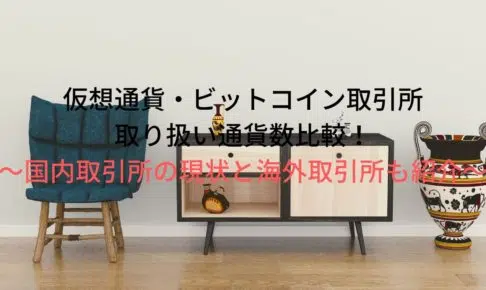 仮想通貨・ビットコイン取引所
取り扱い通貨数比較！
〜国内取引所の現状と海外取引所も紹介〜